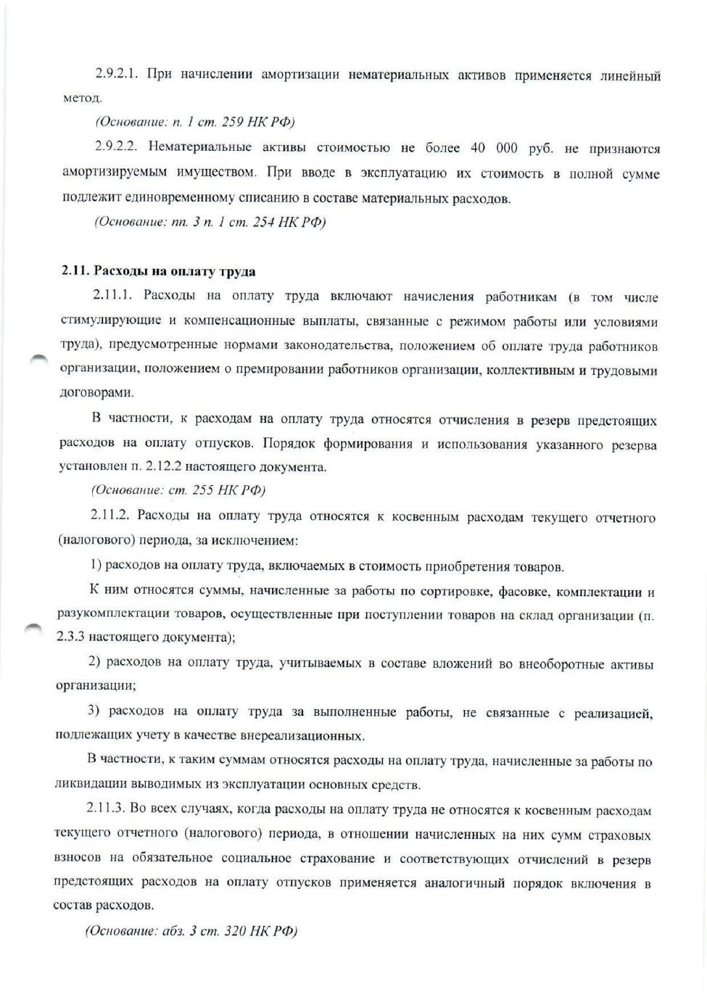 2.9.2.1. При начислении амортизации нематериальных активов применяется линейный
метод.
(Основание: п. 1 ст. 259 НК РФ)
2.9.2.2. Нематериальные активы стоимостью не более 40 000 руб. не признаются
амортизируемым имуществом. При вводе в эксплуатацию их стоимость в полной сумме
подлежит единовременному списанию в составе материальных расходов.
(Основание: пп. 3 п. 1 ст. 254 НК РФ)
2.11. Расходы на оплату труда
2.11.1. Расходы на оплату труда включают начисления работникам (в том числе
стимулирующие и компенсационные выплаты, связанные с режимом работы или условиями
труда), предусмотренные нормами законодательства, положением об оплате труда работников
организации, положением о премировании работников организации, коллективным и трудовыми
договорами.
В частности, к расходам на оплату труда относятся отчисления в резерв предстоящих
расходов на оплату отпусков. Порядок формирования и использования указанного резерва
установлен п. 2.12.2 настоящего документа.
(Основание: ст. 255 НК РФ)
2.11.2. Расходы на оплату труда относятся к косвенным расходам текущего отчетного
(налогового) периода, за исключением:
1) расходов на оплату труда, включаемых в стоимость приобретения товаров.
К ним относятся суммы, начисленные за работы по сортировке, фасовке, комплектации и
разукомплектации товаров, осуществленные при поступлении товаров на склад организации (п.
2.3.3 настоящего документа);
2) расходов на оплату труда, учитываемых в составе вложений во внеоборотные активы
организации;
3) расходов на оплату труда за выполненные работы, не связанные с реализацией,
подлежащих учету в качестве внереализационных.
В частности, к таким суммам относятся расходы на оплату труда, начисленные за работы по
ликвидации выводимых из эксплуатации основных средств.
2.11.3. Во всех случаях, когда расходы на оплату труда не относятся к косвенным расходам
текущего отчетного (налогового) периода, в отношении начисленных на них сумм страховых
взносов на обязательное социальное страхование и соответствующих отчислений в резерв
предстоящих расходов на оплату отпусков применяется аналогичный порядок включения в
состав расходов.
(Основание: абз. 3 ст. 320 НК РФ)